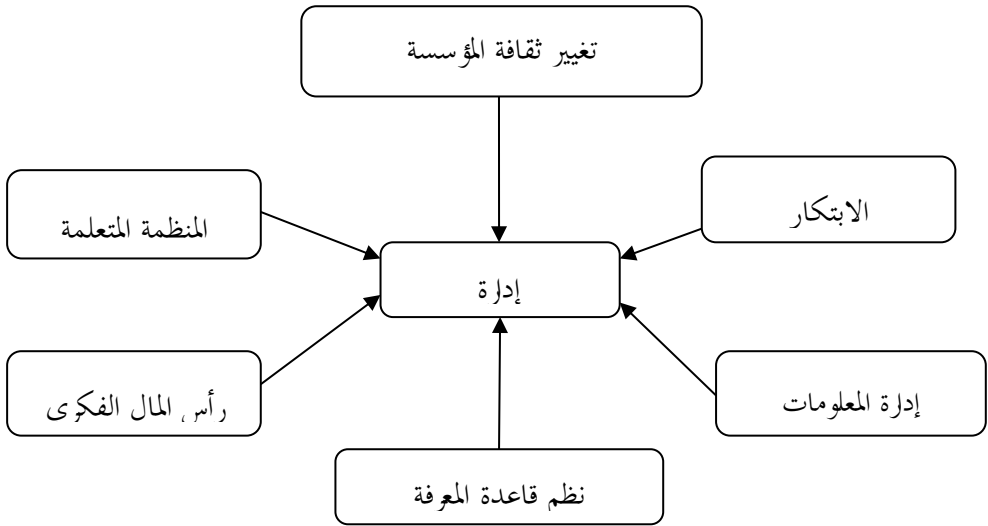 تغيير ثقافة المؤسسة
الابتكار
المنظمة المتعلمة
إدارة
رأس المال الفكري
إدارة المعلومات
نظم قاعدة المعرفة